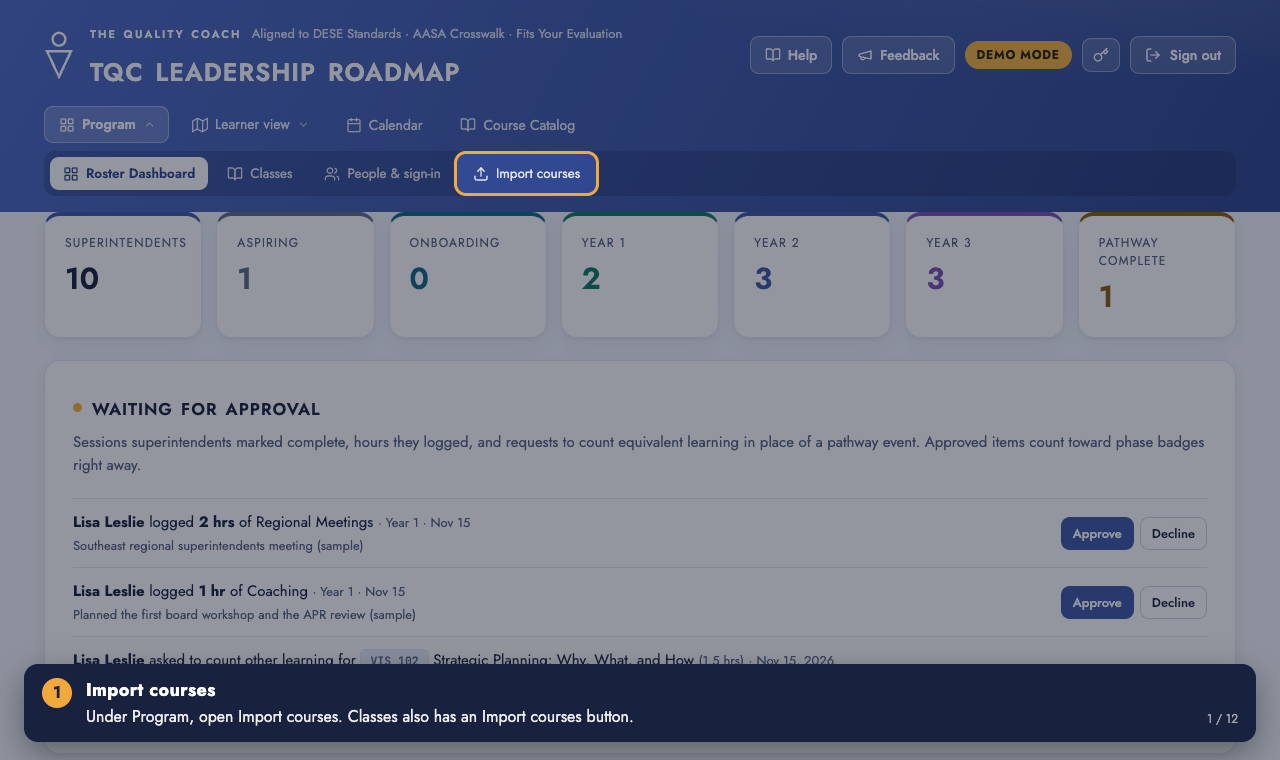 THE QUALITY COACH Aligned to DESE Standards · AASA Crosswalk · Fits Your Evaluation
TQC LEADERSHIP ROADMAP
Help
Feedback
DEMO MODE
Sign out
Program
Learner view
Calendar
Course Catalog
Roster Dashboard
Classes
People & sign-in
Import courses
SUPERINTENDENTS
10
ASPIRING
1
ONBOARDING
0
YEAR 1
2
YEAR 2
3
YEAR 3
3
PATHWAY
COMPLETE
1
WAITING FOR APPROVAL
Sessions superintendents marked complete, hours they logged, and requests to count equivalent learning in place of a pathway event. Approved items count toward phase badges
right away.
Lisa Leslie logged 2 hrs of Regional Meetings · Year 1 · Nov 15
Southeast regional superintendents meeting (sample)
Approve
Decline
Lisa Leslie logged 1 hr of Coaching · Year 1 · Nov 15
Planned the first board workshop and the APR review (sample)
Approve
Decline
Lisa Leslie asked to count other learning for VTS 102 Strategic Planning: Why, What, and How (1.5 hrs) · Nov 15, 2026
1
Import courses
Under Program, open Import courses. Classes also has an Import courses button.
1 / 12